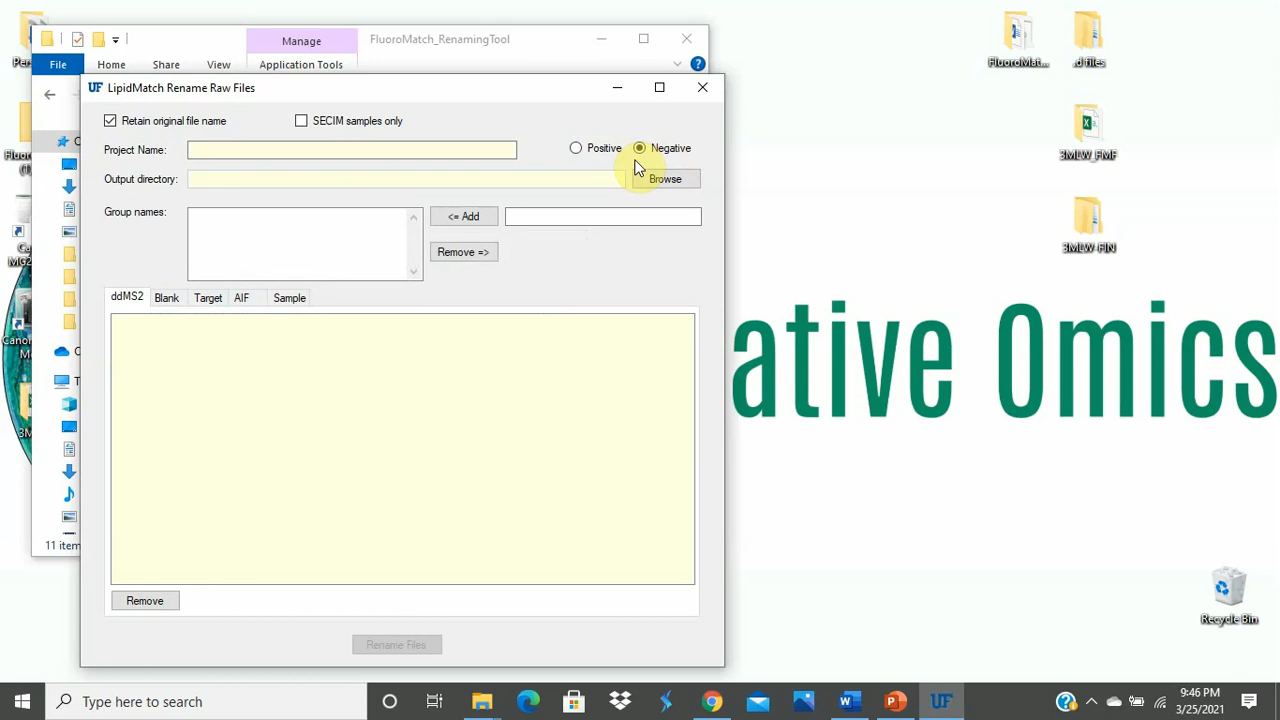 Manage
FluoroMatch_RenamingTool
File
Home
Share
View
Application Tools
LipidMatch Rename Raw Files
Retain original file name
SECIM samples only
Project Name:
Positive
Negative
Output directory:
Browse
Group names:
<= Add
Remove =>
ddMS2
Blank
Target
AIF
Sample
Remove
Rename Files
11 item
FluoroMat...
.d files
3MLW_FMF
3MLW-FIN
ative Omics
Recycle Bin
Type here to search
9:46 PM
3/25/2021